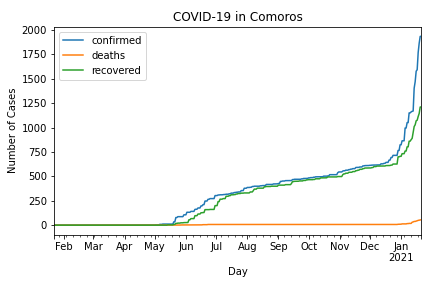 COVID-19 in Comoros
confirmed
deaths
recovered
Number of Cases
2000
1750
1500
1250
1000
750
500
250
0
Feb Mar Apr May Jun Jul Aug Sep Oct Nov Dec Jan
2021
Day